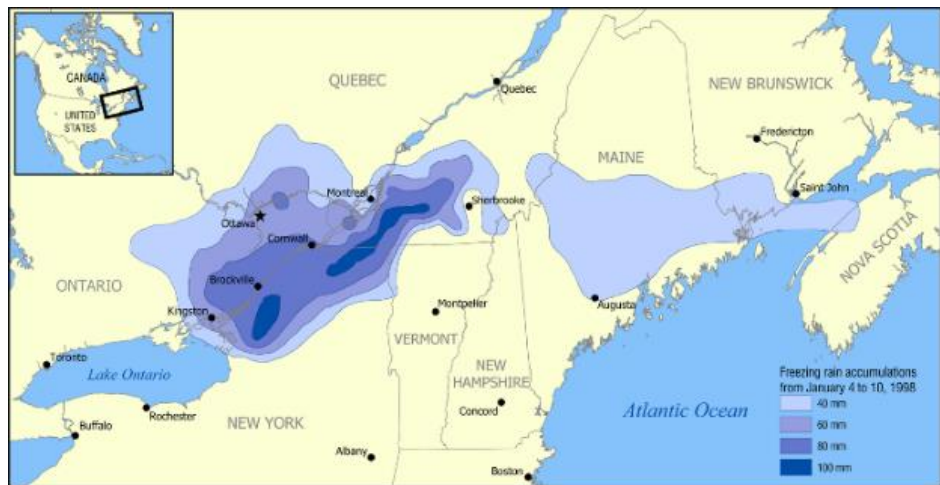 CANADA
UNITED
STATES
QUEBEC
Quebec
NEW BRUNSWICK
Fredericton
MAINE
Saint John
Montreal
Sherbrooke
Ottawa
Cornwall
NOVA SCOTIA
Brockville
ONTARIO
Augusta
Montpelier
Kingston
VERMONT
Toronto
Lake Ontario
NEW
HAMPSHIRE
Freezing rain accumulations
from January 4 to 10, 1998
40 mm
60 mm
80 mm
100 mm
Rochester
Concord
Atlantic Ocean
Buffalo
NEW YORK
Albany
Boston